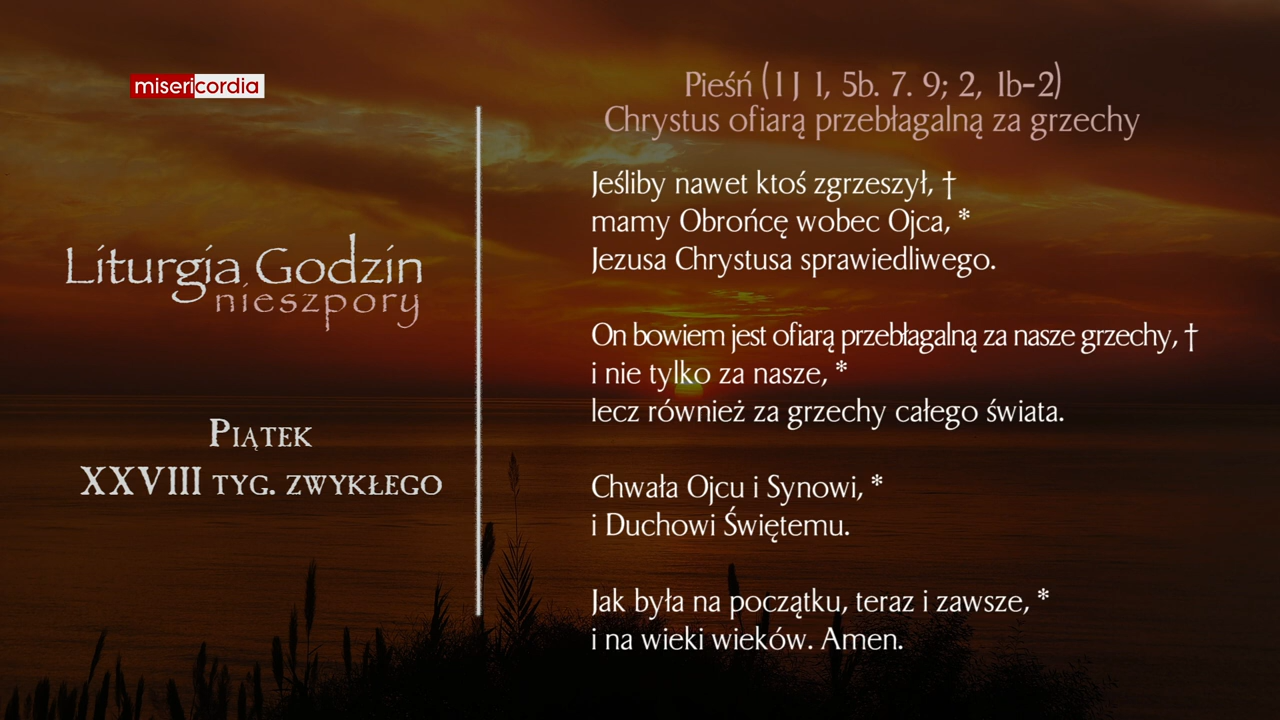 misericordia
Liturgia Godzin
nieszpory
Piątek
XXVIII tyg. zwykłego
Pieśń (1 J 1, 5b. 7. 9; 2, 1b-2)
Chrystus ofiarą przebłagalną za grzechy
Jeśliby nawet ktoś zgrzeszył, †
mamy Obrońcę wobec Ojca, *
Jezusa Chrystusa sprawiedliwego.
On bowiem jest ofiarą przebłagalną za nasze grzechy, †
i nie tylko za nasze, *
lecz również za grzechy całego świata.
Chwała Ojcu i Synowi, *
i Duchowi Świętemu.
Jak była na początku, teraz i zawsze, *
i na wieki wieków. Amen.